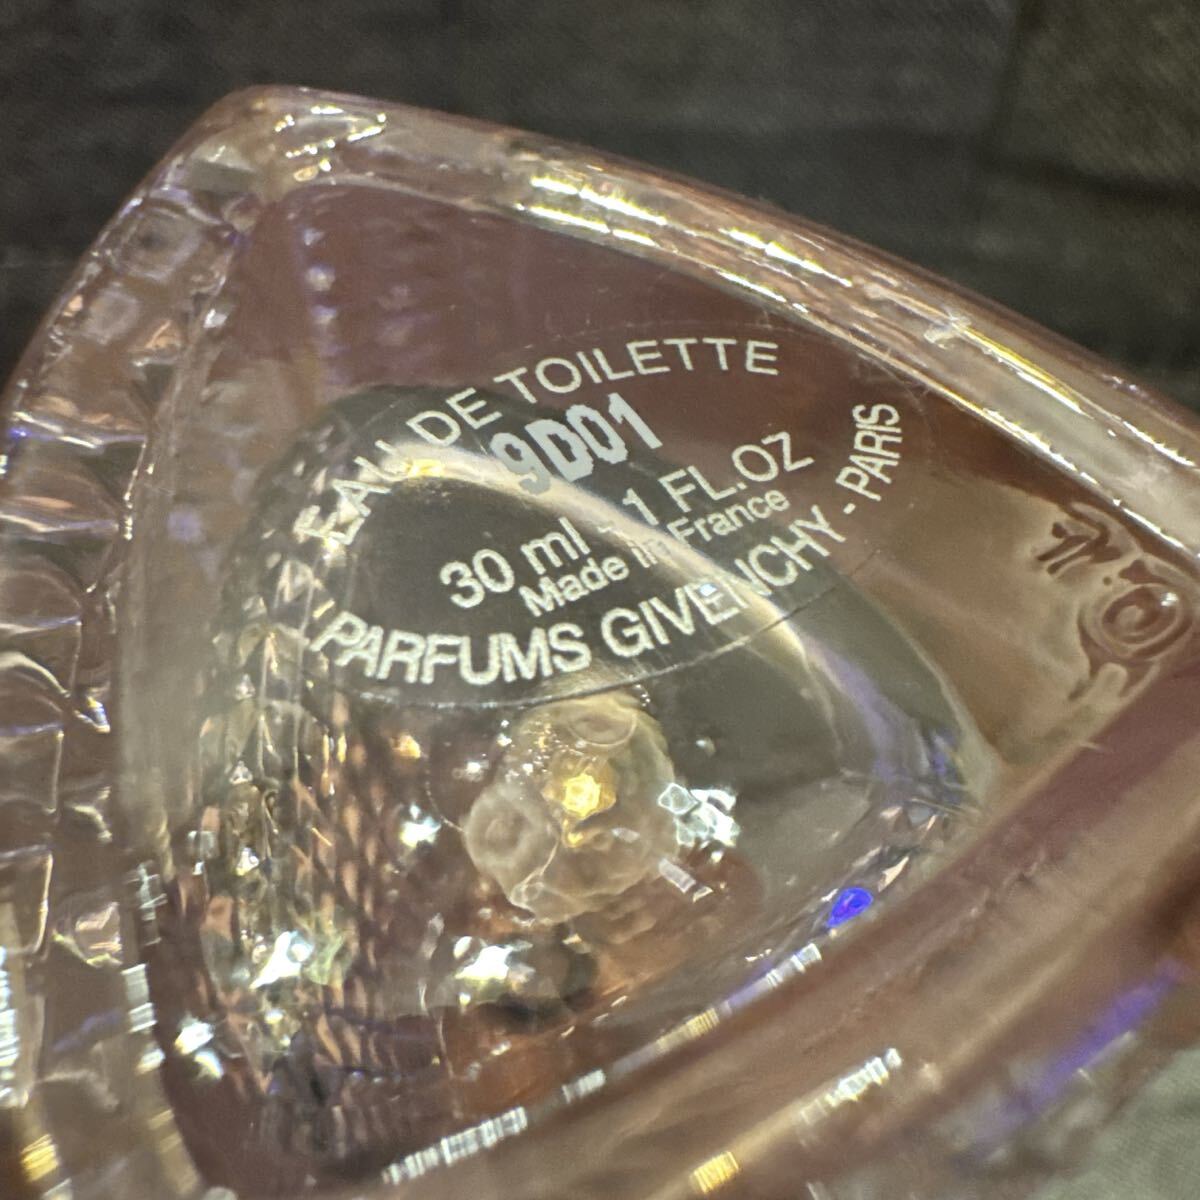 EAU DE TOILETTE
9D01
30 ml - 1 FL.OZ
Made in France
PARFUMS GIVENCHY - PARIS